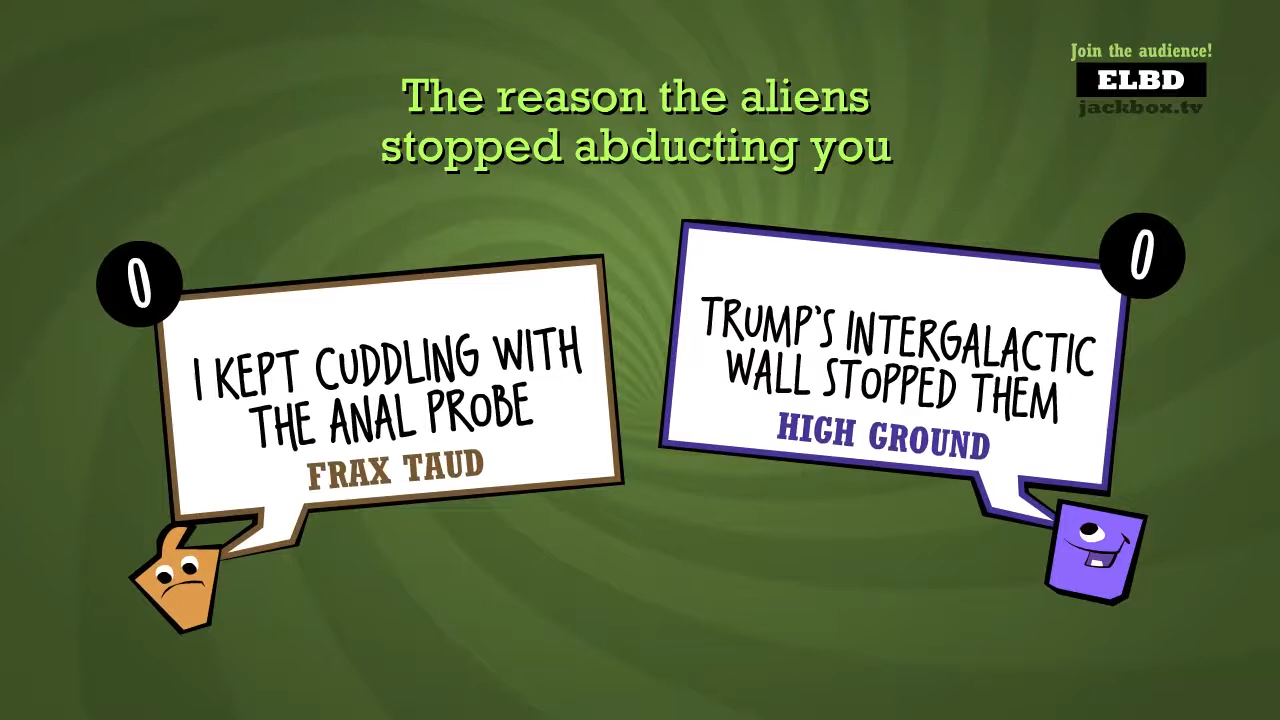 Join the audience!
ELBD
jackbox.tv
The reason the aliens
stopped abducting you
0
I KEPT CUDDLING WITH
THE ANAL PROBE
FRAX TAUD
0
TRUMP'S INTERGALACTIC
WALL STOPPED THEM
HIGH GROUND